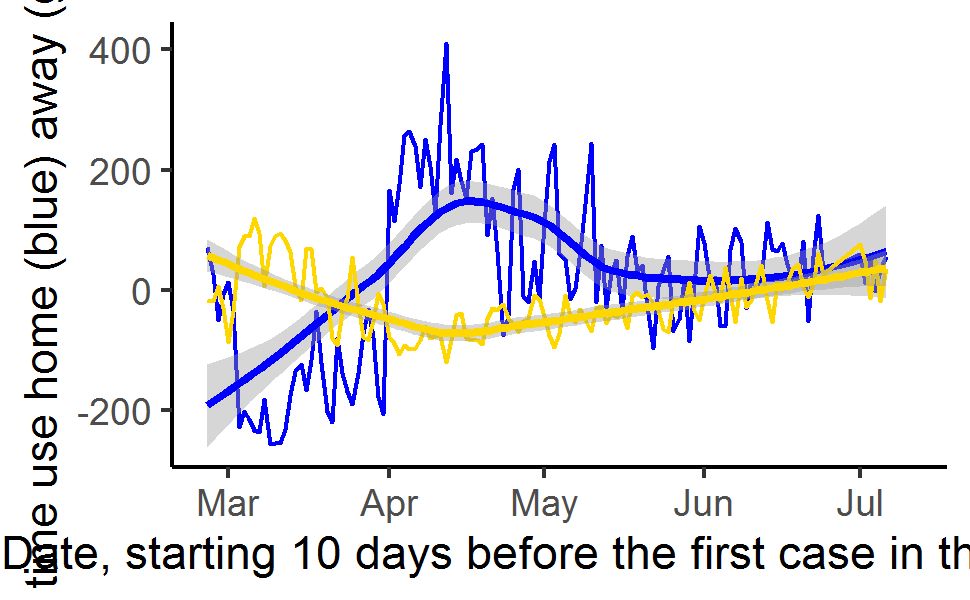 time use home (blue) away (
400
200
0
-200
Mar Apr May Jun Jul
Date, starting 10 days before the first case in th